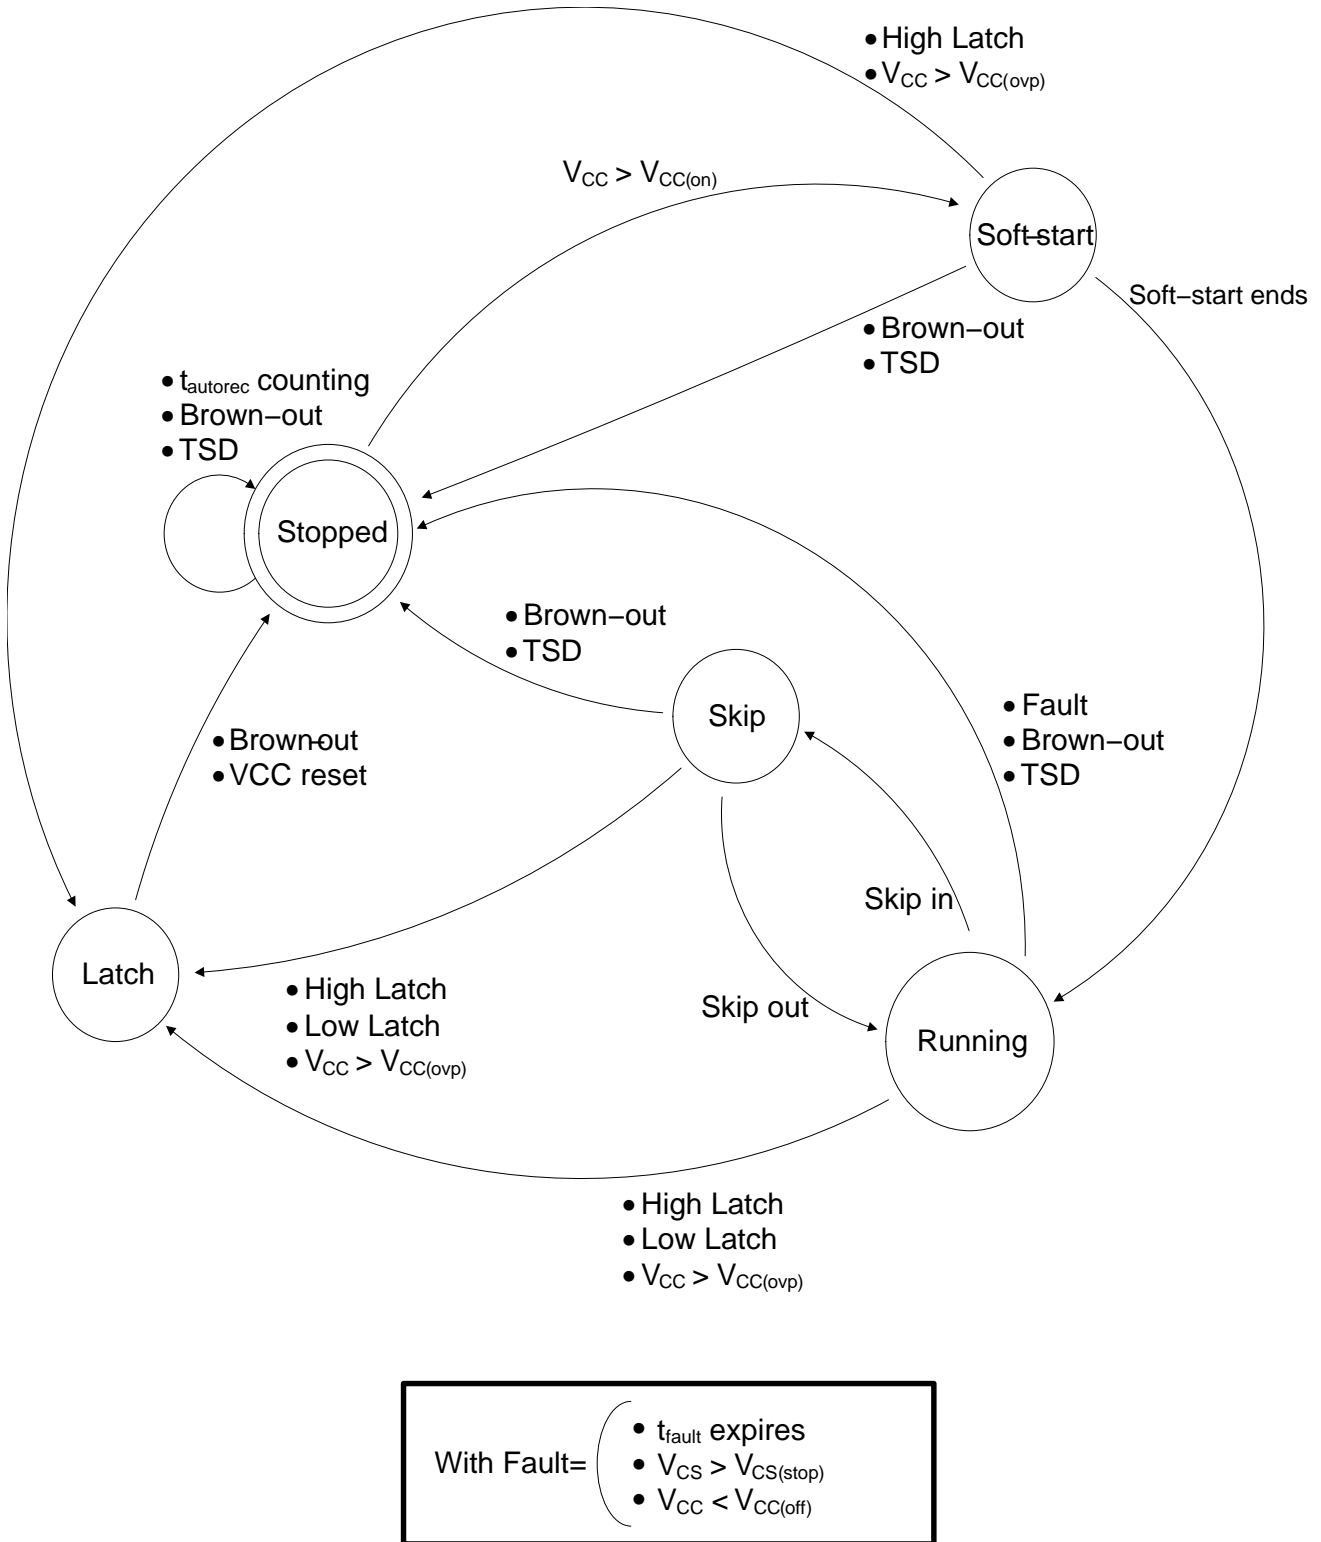 • High Latch
• VCC > VCC(ovp)
VCC > VCC(on)
Soft–start
Soft–start ends
• Brown–out
• TSD
• tautorec counting
• Brown–out
• TSD
Stopped
• Brown–out
• TSD
Skip
• Fault
• Brown–out
• TSD
• Brown–out
• VCC reset
Skip in
Latch
• High Latch
• Low Latch
• VCC > VCC(ovp)
Skip out
Running
• High Latch
• Low Latch
• VCC > VCC(ovp)
With Fault=
• tfault expires
• VCS > VCS(stop)
• VCC < VCC(off)